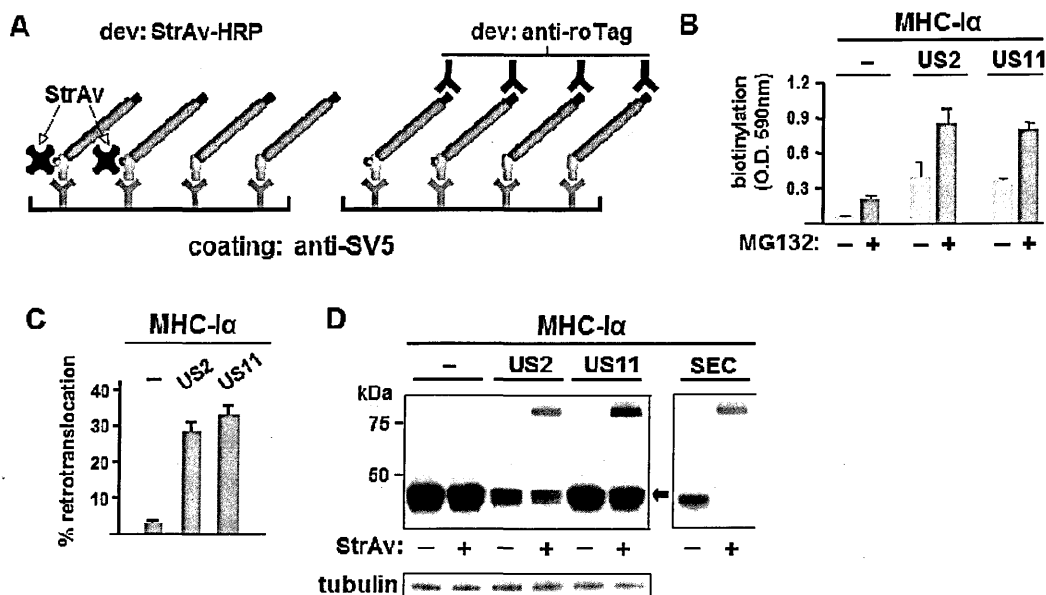 A
dev: StrAv-HRP
dev: anti-roTag
StrAv
coating: anti-SV5
B
MHC-Iα
– US2 US11
biotinylation
(O.D. 690nm)
1.2
0.9
0.6
0.3
MG132: – + – + – +
C
MHC-Iα
– US2 US11
% retrotranslocation
40
30
20
10
D
MHC-Iα
– US2 US11 SEC
kDa
75
50
StrAv: – + – + – + – +
tubulin